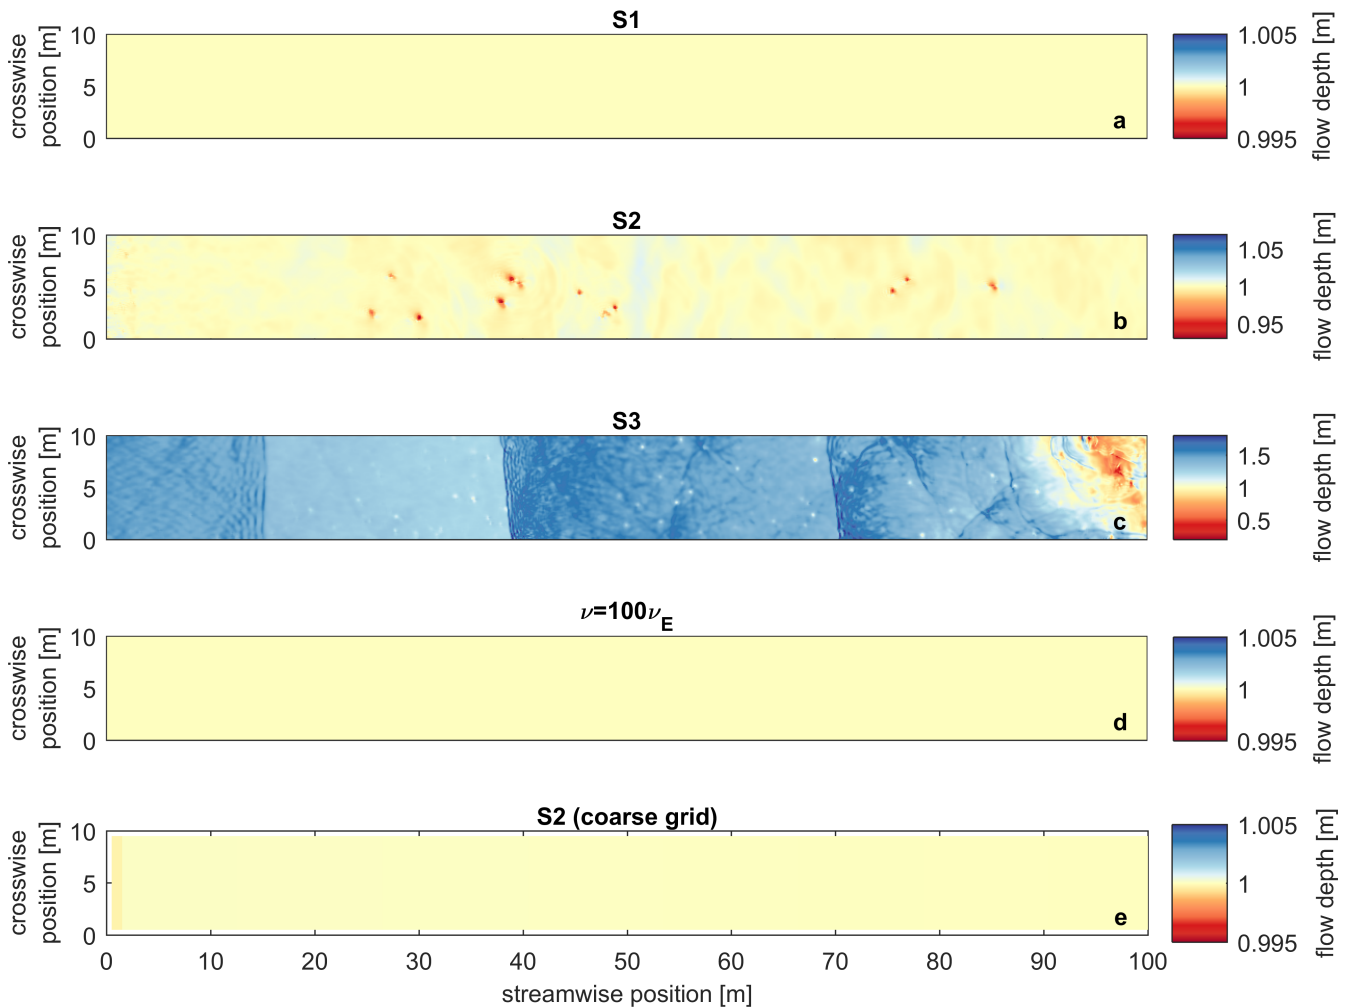 S1
crosswise
position [m]
10
5
0
a
1.005
1
0.995
flow depth [m]
S2
crosswise
position [m]
10
5
0
b
1.05
1
0.95
flow depth [m]
S3
crosswise
position [m]
10
5
0
c
1.5
1
0.5
flow depth [m]
ν=100ν_E
crosswise
position [m]
10
5
0
d
1.005
1
0.995
flow depth [m]
S2 (coarse grid)
crosswise
position [m]
10
5
0
e
1.005
1
0.995
flow depth [m]
0 10 20 30 40 50 60 70 80 90 100
streamwise position [m]